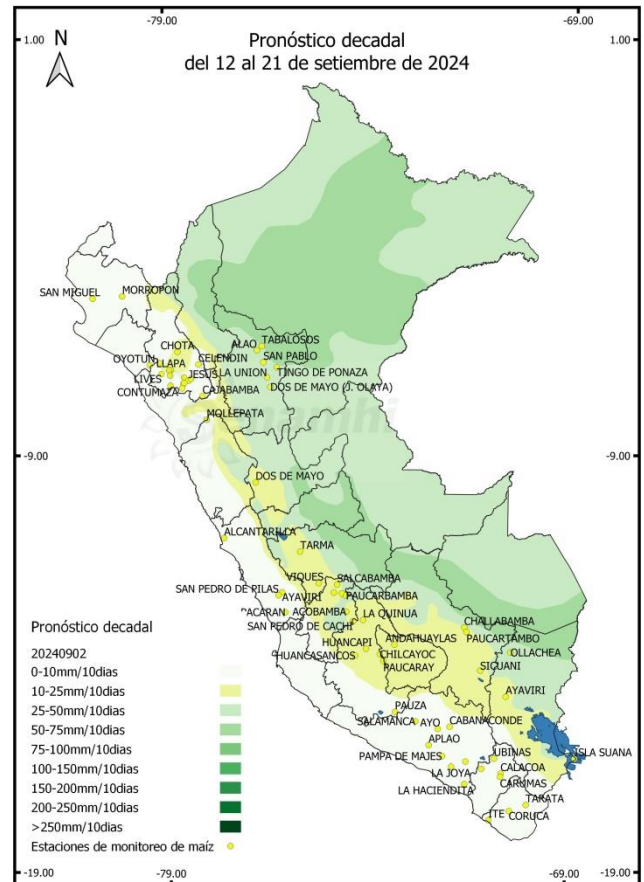 -79.00
-69.00
1.00
1.00
N
Pronóstico decadal
del 12 al 21 de setiembre de 2024
SAN MIGUEL
MORROPON
CHOTA
ALAO
TABALOSOS
OYOTUN
LLAPA
CELENDIN
SAN PABLO
LIVES
JESUS
LA UNION
TINGO DE PONAZA
CONTUMAZA
CAJABAMBA
DOS DE MAYO (J. OLAYA)
MOLLEPATA
-9.00
-9.00
DOS DE MAYO
ALCANTARILLA
TARMA
VIQUES
SALCABAMBA
SAN PEDRO DE PILAS
AYAVIRI
PAUCARBAMBA
PACARAN
ACOBAMBA
LA QUINUA
SAN PEDRO DE CACHI
CHALLABAMBA
HUANCAPI
ANDAHUAYLAS
PAUCARTAMBO
HUANCASANCOS
CHILCAYOC
OLLACHEA
PAUCARAY
SICUANI
AYAVIRI
PAUZA
SALAMANCA
AYO
CABANACONDE
APLAO
PAMPA DE MAJES
UBINAS
ISLA SUANA
LA JOYA
CALACOA
LA HACIENDITA
CARUMAS
TARATA
ITE
CORUCA
Pronóstico decadal
20240902
0-10mm/10dias
10-25mm/10dias
25-50mm/10dias
50-75mm/10dias
75-100mm/10dias
100-150mm/10dias
150-200mm/10dias
200-250mm/10dias
>250mm/10dias
Estaciones de monitoreo de maíz
-19.00
-19.00
-79.00
-69.00